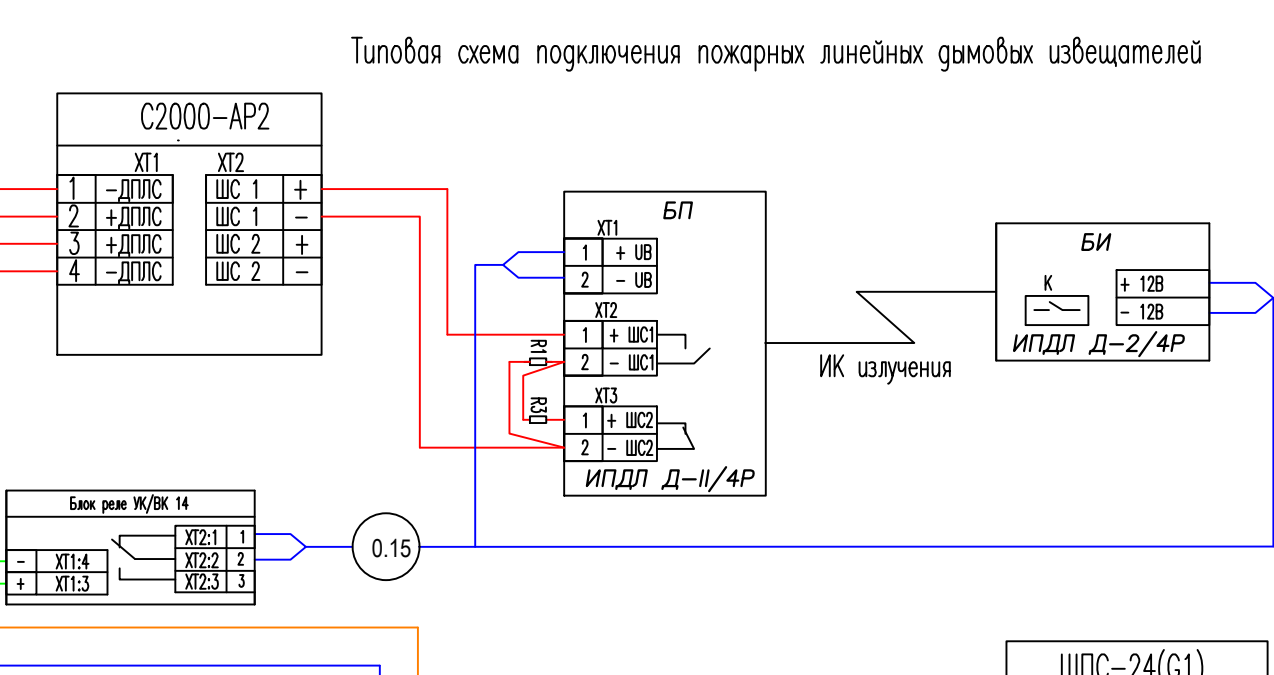 Типовая схема подключения пожарных линейных дымовых извещателей
С2000-АР2
ХТ1 ХТ2
1 -ДПЛС ШС 1 +
2 +ДПЛС ШС 1 -
3 +ДПЛС ШС 2 +
4 -ДПЛС ШС 2 -
БП
ХТ1
1 + UВ
2 - UВ
ХТ2
1 + ШС1
2 - ШС1
R1
ХТ3
1 + ШС2
2 - ШС2
R3
ИПДЛ Д-II/4Р
ИК излучения
БИ
К
+ 12В
- 12В
ИПДЛ Д-2/4Р
Блок реле УК/ВК 14
ХТ2:1 1
- ХТ1:4 ХТ2:2 2
+ ХТ1:3 ХТ2:3 3
0.15
ШПС-24(G1)